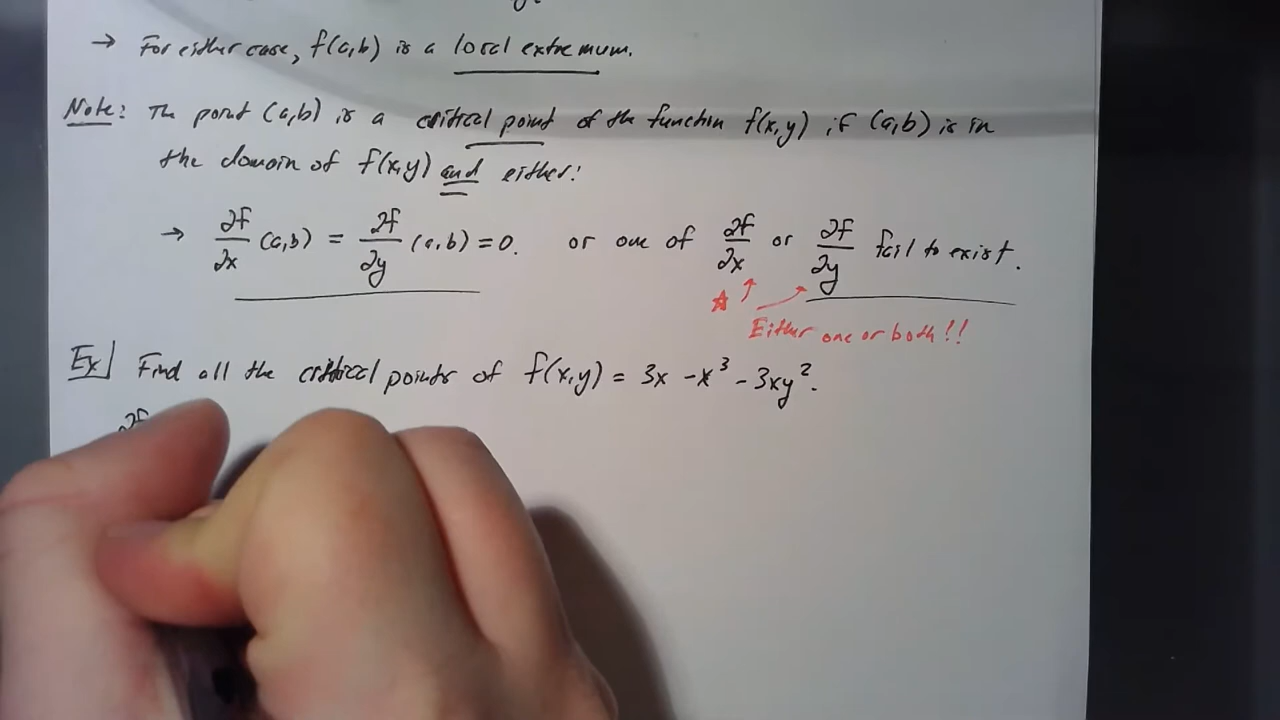 → For either case, f(a,b) is a local extremum.
Note: The point (a,b) is a critical point of the function f(x,y) if (a,b) is in
the domain of f(x,y) and either:
→ ∂f/∂x (a,b) = ∂f/∂y (a,b) = 0. or one of ∂f/∂x or ∂f/∂y fail to exist.
☆ Either one or both!!
Ex] Find all the critical points of f(x,y) = 3x - x³ - 3xy².
∂f